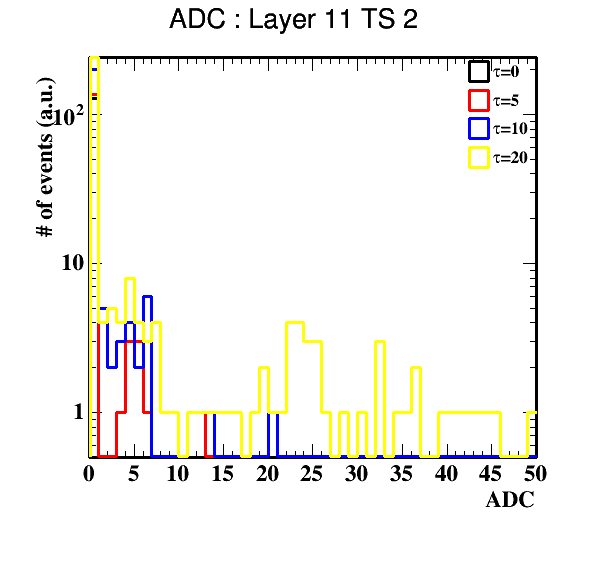 ADC : Layer 11 TS 2
# of events (a.u.)
10²
10
1
τ=0
τ=5
τ=10
τ=20
0 5 10 15 20 25 30 35 40 45 50
ADC